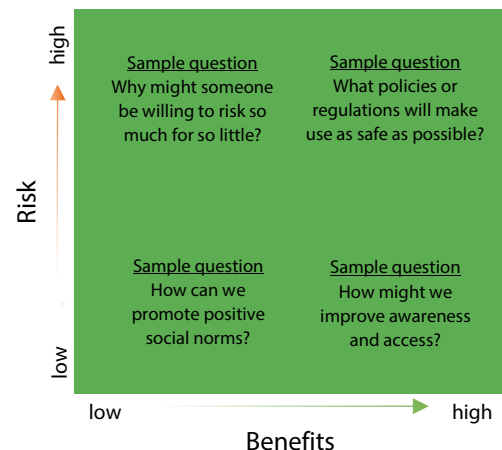 high
Sample question
Why might someone
be willing to risk so
much for so little?
Sample question
What policies or
regulations will make
use as safe as possible?
Risk
Sample question
How can we
promote positive
social norms?
Sample question
How might we
improve awareness
and access?
low
low
high
Benefits